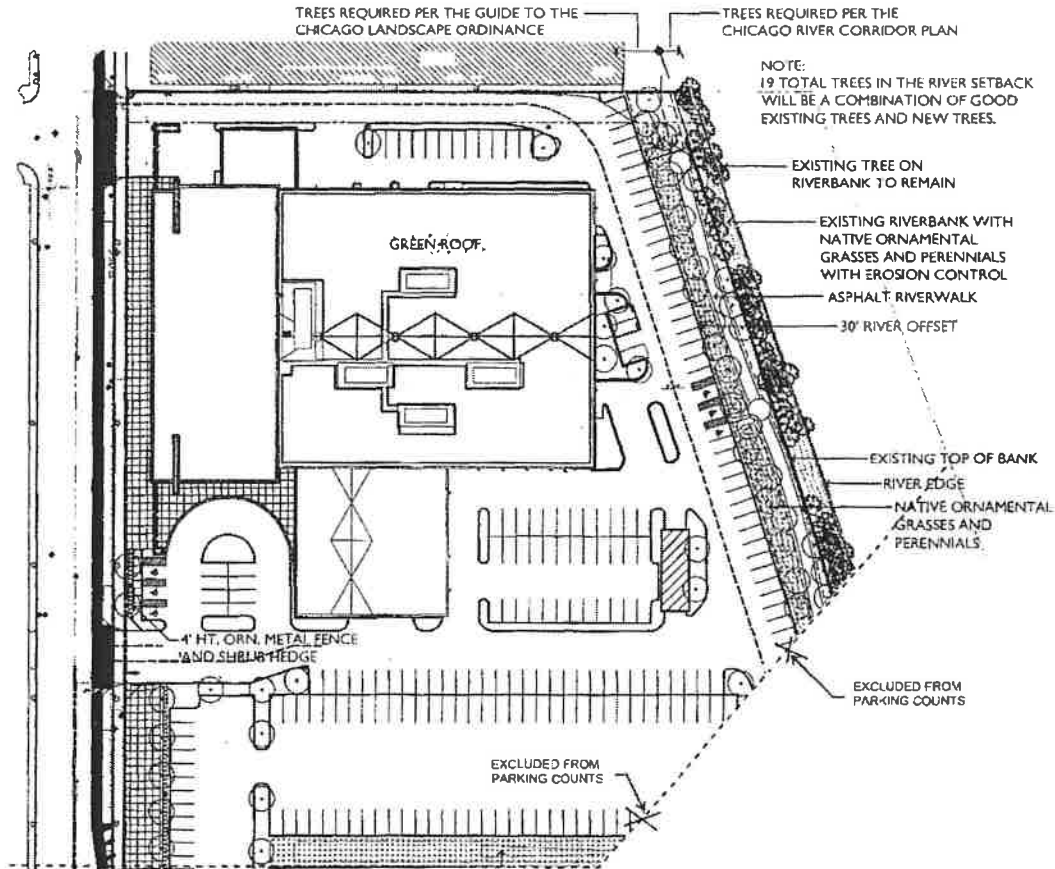 TREES REQUIRED PER THE GUIDE TO THE
CHICAGO LANDSCAPE ORDINANCE
TREES REQUIRED PER THE
CHICAGO RIVER CORRIDOR PLAN
NOTE:
19 TOTAL TREES IN THE RIVER SETBACK
WILL BE A COMBINATION OF GOOD
EXISTING TREES AND NEW TREES.
EXISTING TREE ON
RIVERBANK TO REMAIN
EXISTING RIVERBANK WITH
NATIVE ORNAMENTAL
GRASSES AND PERENNIALS
WITH EROSION CONTROL
ASPHALT RIVERWALK
30' RIVER OFFSET
GREEN ROOF
EXISTING TOP OF BANK
RIVER EDGE
NATIVE ORNAMENTAL
GRASSES AND
PERENNIALS
4' HT. ORN. METAL FENCE
AND SHRUB HEDGE
EXCLUDED FROM
PARKING COUNTS
EXCLUDED FROM
PARKING COUNTS